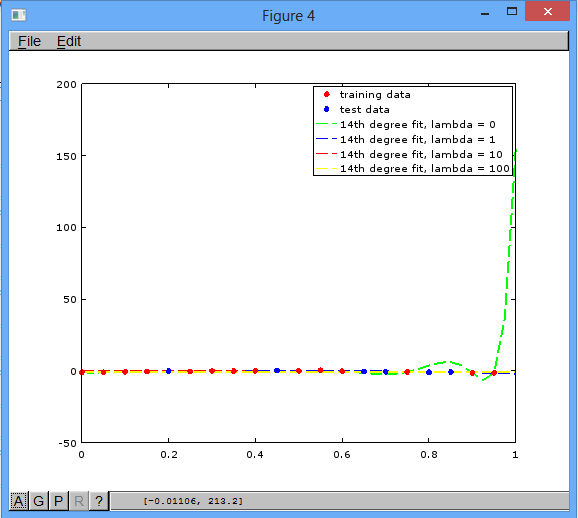 Figure 4
File Edit
200
150
100
50
0
-50
0 0.2 0.4 0.6 0.8 1
training data
test data
14th degree fit, lambda = 0
14th degree fit, lambda = 1
14th degree fit, lambda = 10
14th degree fit, lambda = 100
A G P R ? [-0.01106, 213.2]